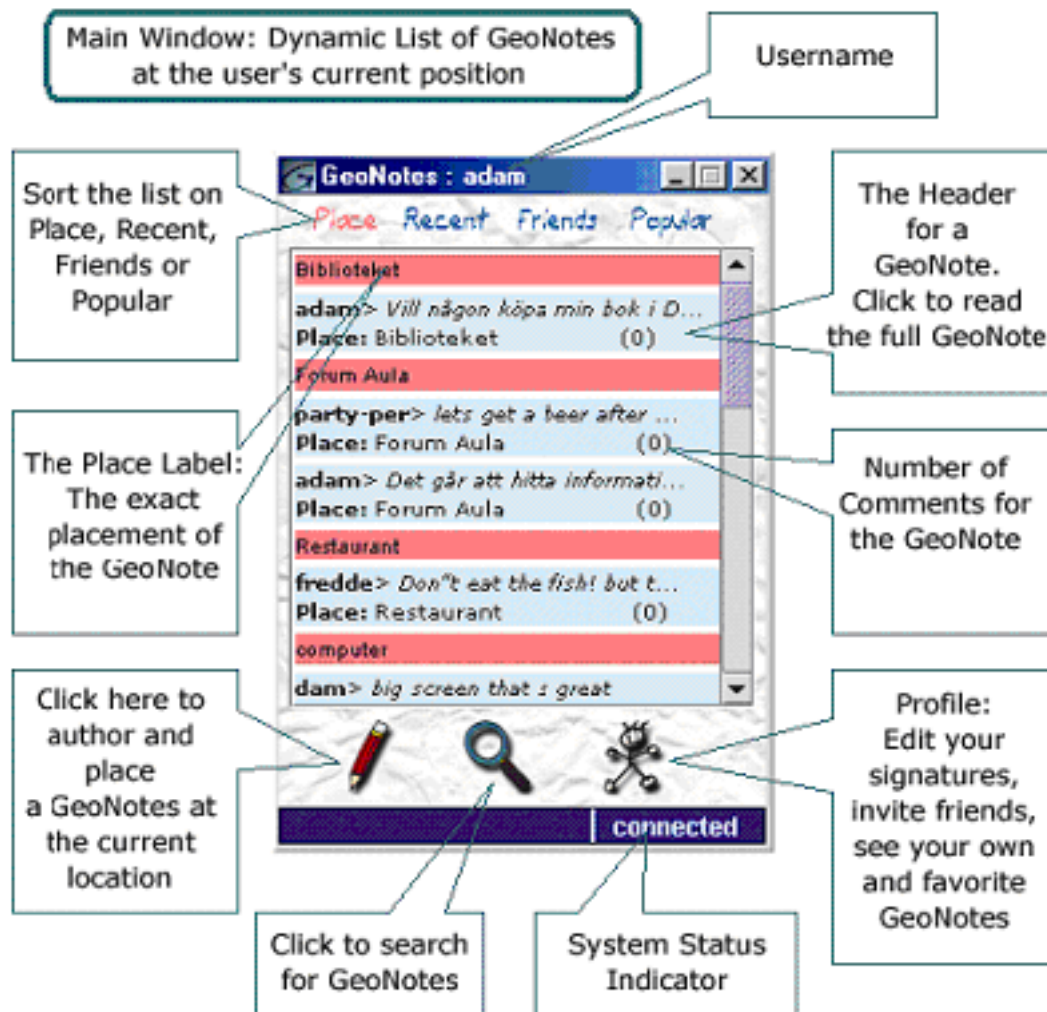 Main Window: Dynamic List of GeoNotes
at the user's current position
Username
Sort the list on
Place, Recent,
Friends or
Popular
GeoNotes : adam
Place Recent Friends Popular
The Header
for a
GeoNote.
Click to read
the full GeoNote
Biblioteket
adam> Vill någon köpa min bok i D...
Place: Biblioteket (0)
Forum Aula
party-per> lets get a beer after ...
Place: Forum Aula (0)
adam> Det går att hitta informati...
Place: Forum Aula (0)
Restaurant
fredde> Don"t eat the fish! but t...
Place: Restaurant (0)
computer
dam> big screen that s great
The Place Label:
The exact
placement of
the GeoNote
Number of
Comments for
the GeoNote
Click here to
author and
place
a GeoNotes at
the current
location
Profile:
Edit your
signatures,
invite friends,
see your own
and favorite
GeoNotes
connected
Click to search
for GeoNotes
System Status
Indicator